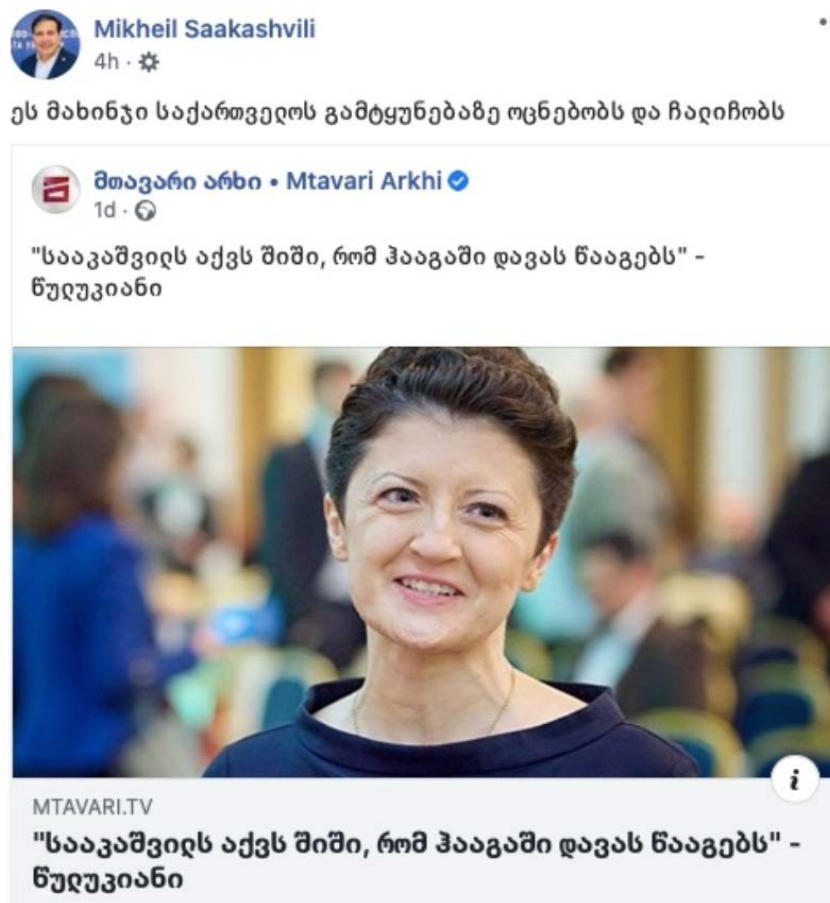 Mikheil Saakashvili
4h ·
ეს მახინჯი საქართველოს გამტყუნებაზე ოცნებობს და ჩალიჩობს
მთავარი არხი • Mtavari Arkhi
1d ·
"სააკაშვილს აქვს შიში, რომ ჰააგაში დავას წააგებს" -
წულუკიანი
i
MTAVARI.TV
"სააკაშვილს აქვს შიში, რომ ჰააგაში დავას წააგებს" -
წულუკიანი